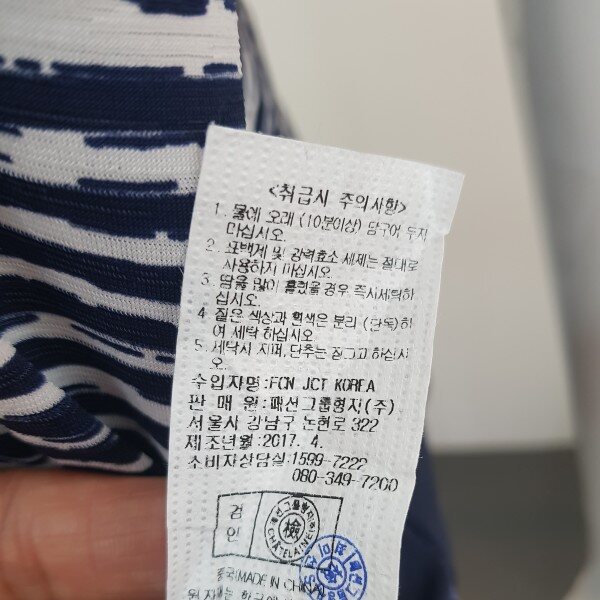 <취급시 주의사항>
1. 물에 오래 (10분이상) 담구어 두지
마십시오.
2. 표백제 및 강력효소 세제는 절대로
사용하지 마십시오.
3. 땀을 많이 흘렸을 경우 즉시세탁하
십시오.
4. 짙은 색상과 흰색은 분리 (단독)하
여 세탁 하십시오.
5. 세탁시 지퍼, 단추는 잠그고 하십시
오.
수입자명:FCN JCT KOREA
판 매 원:패션그룹형지(주)
서울시 강남구 논현로 322
제조년월:2017. 4.
소비자상담실:1599-7222
080-349-7200
검
인
檢
CHATELAINE
중국(MADE IN CHINA)